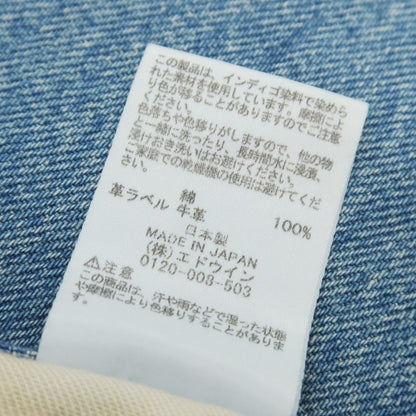 この製品は、インディゴ染料で染めら
れた素材を使用しています。摩擦によ
り色が移ることがありますのでご注意
色落ちや色移りがしますので、他の物
と一緒に洗ったり、長時間水に浸漬、
浸けおき洗いはお避けください。
ご家庭での乾燥機の使用は避けてくだ
綿 100%
革ラベル 牛革
日本製
MADE IN JAPAN
(株)エドウイン
0120-008-503
⚠注意
この商品は、汗や雨などで湿った状態
や摩擦により色移りすることがありま
す。